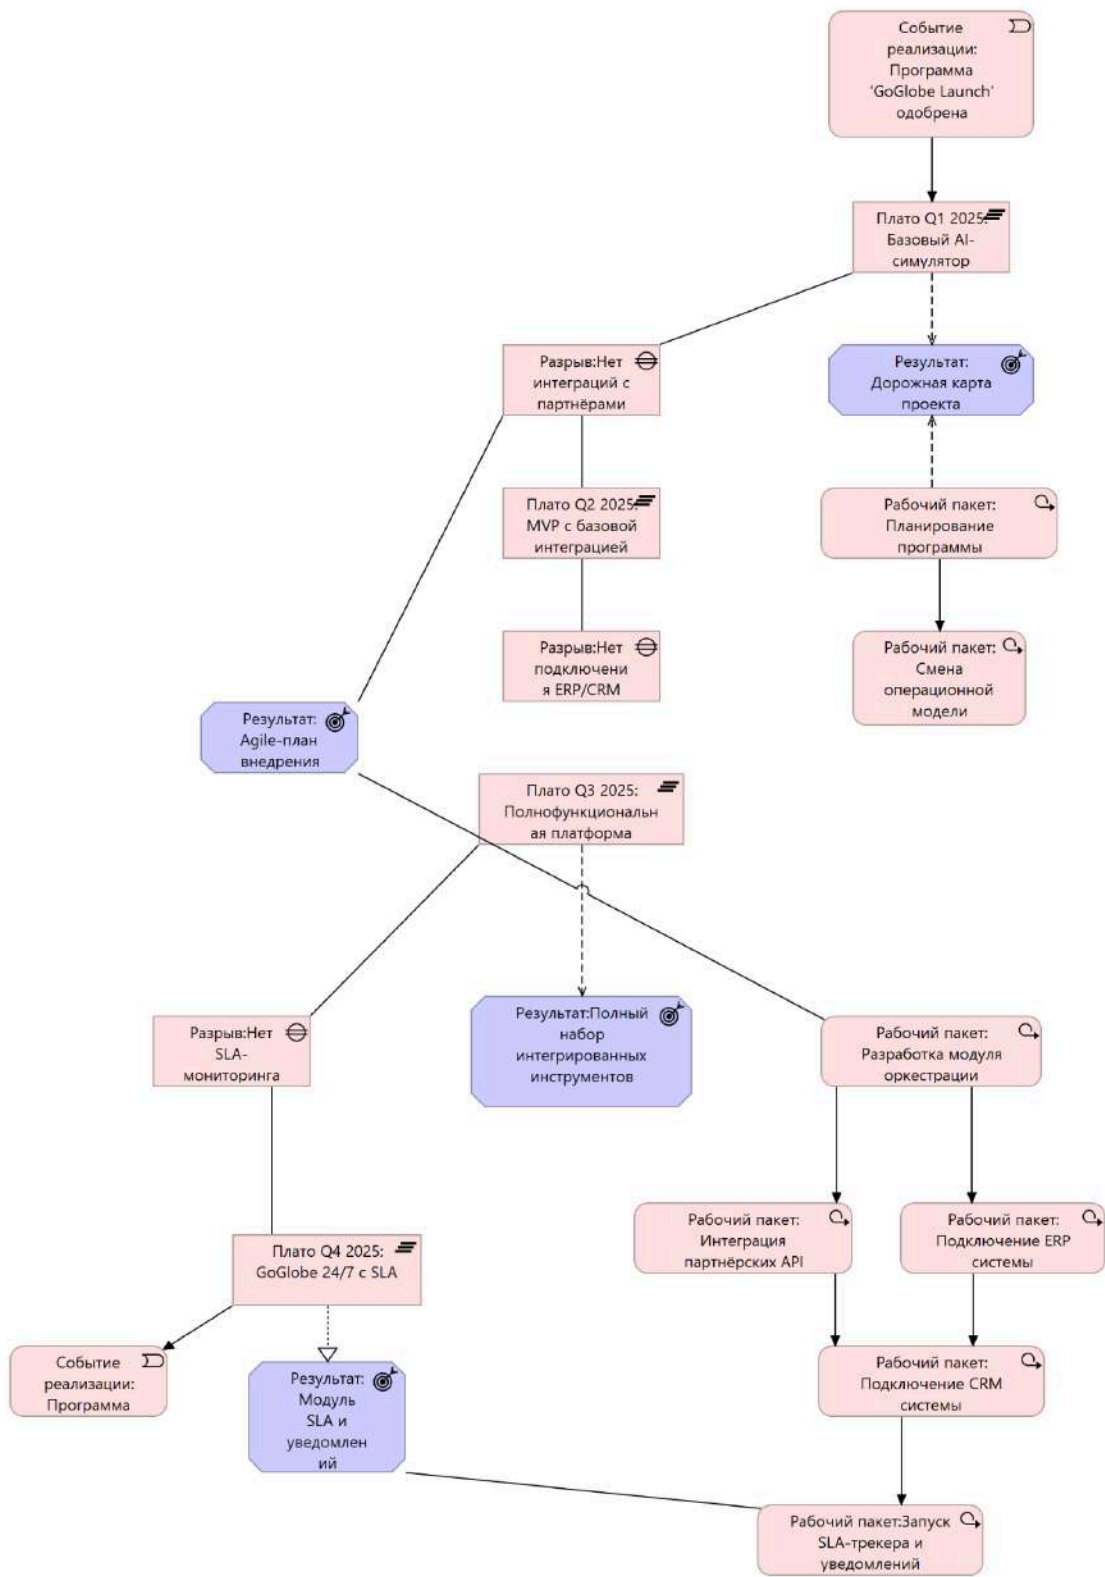 Событие
реализации:
Программа
'GoGlobe Launch'
одобрена
Плато Q1 2025:
Базовый AI-
симулятор
Разрыв:Нет
интеграций с
партнёрами
Результат:
Дорожная карта
проекта
Плато Q2 2025:
MVP с базовой
интеграцией
Рабочий пакет:
Планирование
программы
Разрыв:Нет
подключени
я ERP/CRM
Рабочий пакет:
Смена
операционной
модели
Результат:
Agile-план
внедрения
Плато Q3 2025:
Полнофункциональн
ая платформа
Разрыв:Нет
SLA-
мониторинга
Результат:Полный
набор
интегрированных
инструментов
Рабочий пакет:
Разработка модуля
оркестрации
Рабочий пакет:
Интеграция
партнёрских API
Рабочий пакет:
Подключение ERP
системы
Плато Q4 2025:
GoGlobe 24/7 с SLA
Событие
реализации:
Программа
Результат:
Модуль
SLA и
уведомлен
ий
Рабочий пакет:
Подключение CRM
системы
Рабочий пакет:Запуск
SLA-трекера и
уведомлений